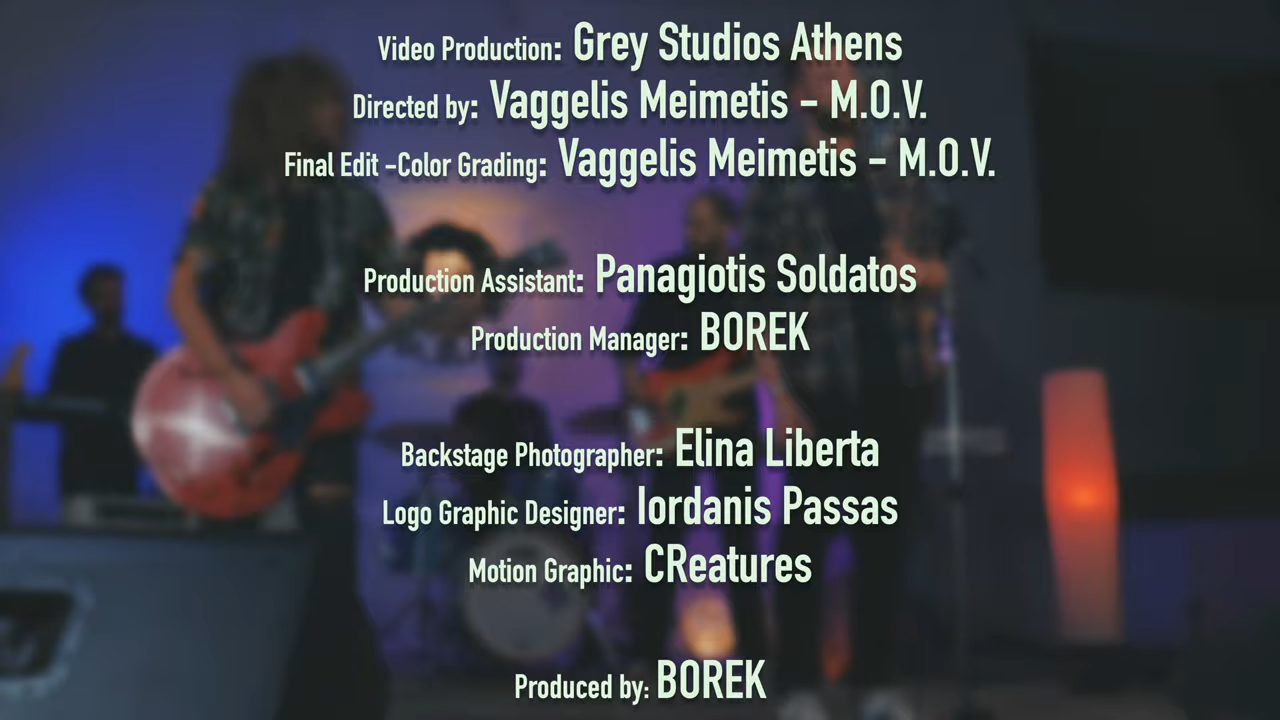 Video Production: Grey Studios Athens
Directed by: Vaggelis Meimetis - M.O.V.
Final Edit -Color Grading: Vaggelis Meimetis - M.O.V.
Production Assistant: Panagiotis Soldatos
Production Manager: BOREK
Backstage Photographer: Elina Liberta
Logo Graphic Designer: Iordanis Passas
Motion Graphic: CReatures
Produced by: BOREK